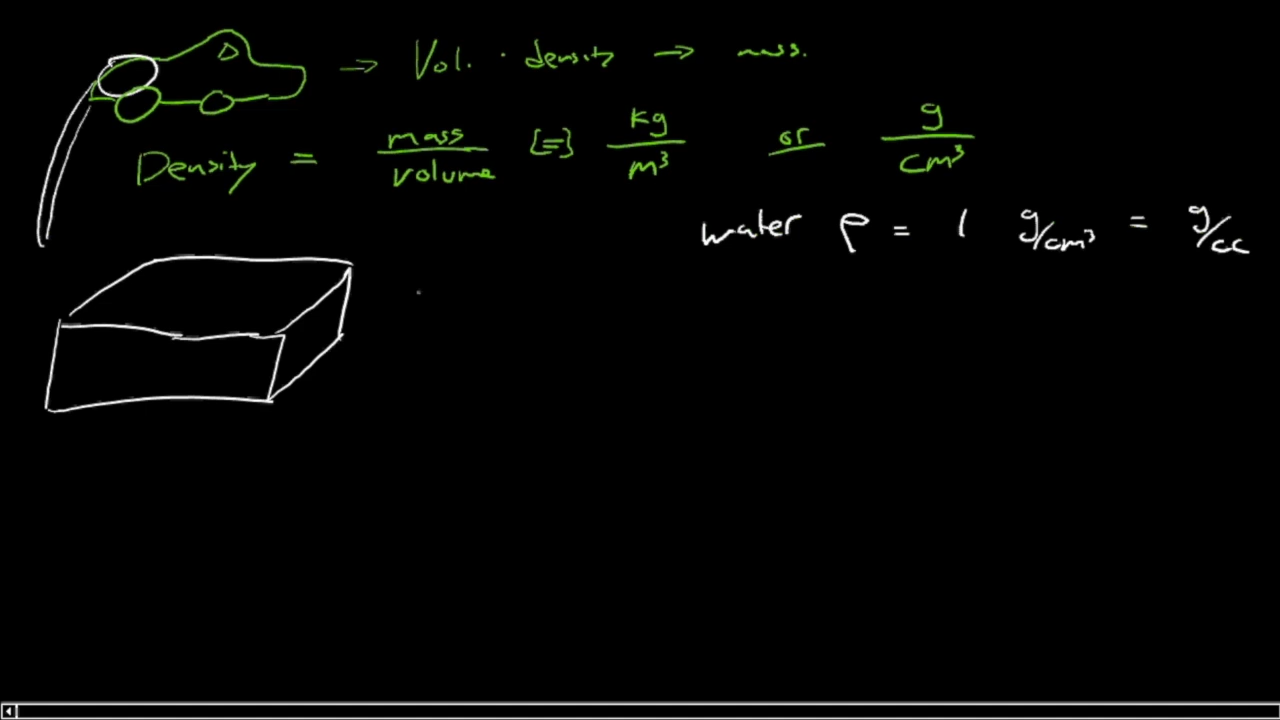 → Vol. · density → mass.
Density = mass/volume [=] kg/m³ or g/cm³
water ρ = 1 g/cm³ = g/cc